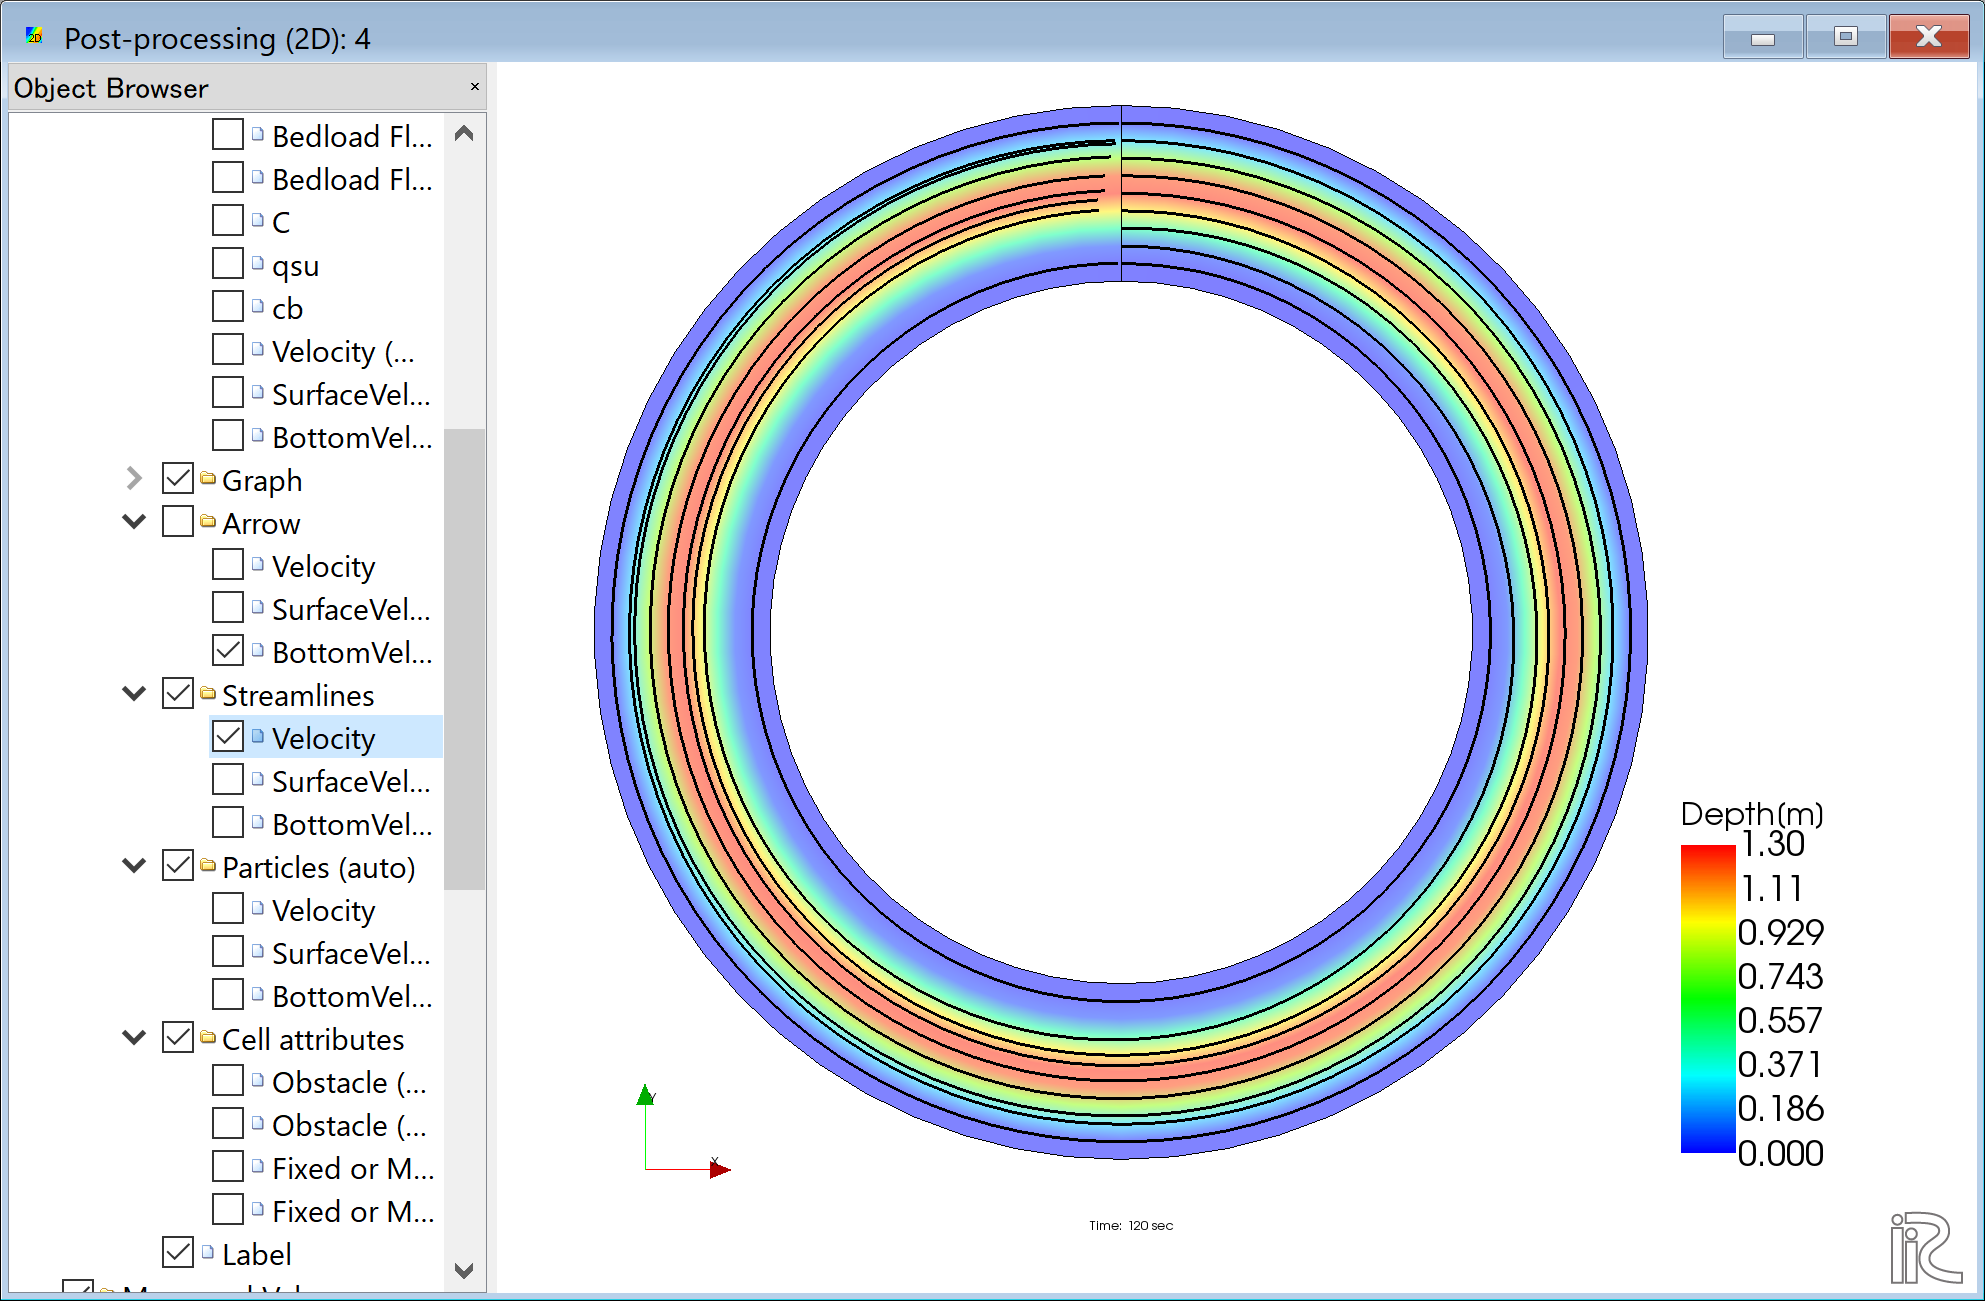 Post-processing (2D): 4
Object Browser
Bedload Fl...
Bedload Fl...
C
qsu
cb
Velocity (...
SurfaceVel...
BottomVel...
Graph
Arrow
Velocity
SurfaceVel...
BottomVel...
Streamlines
Velocity
SurfaceVel...
BottomVel...
Particles (auto)
Velocity
SurfaceVel...
BottomVel...
Cell attributes
Obstacle (...
Obstacle (...
Fixed or M...
Fixed or M...
Label
Depth(m)
1.30
1.11
0.929
0.743
0.557
0.371
0.186
0.000
Y
X
Time: 120 sec
iRiC